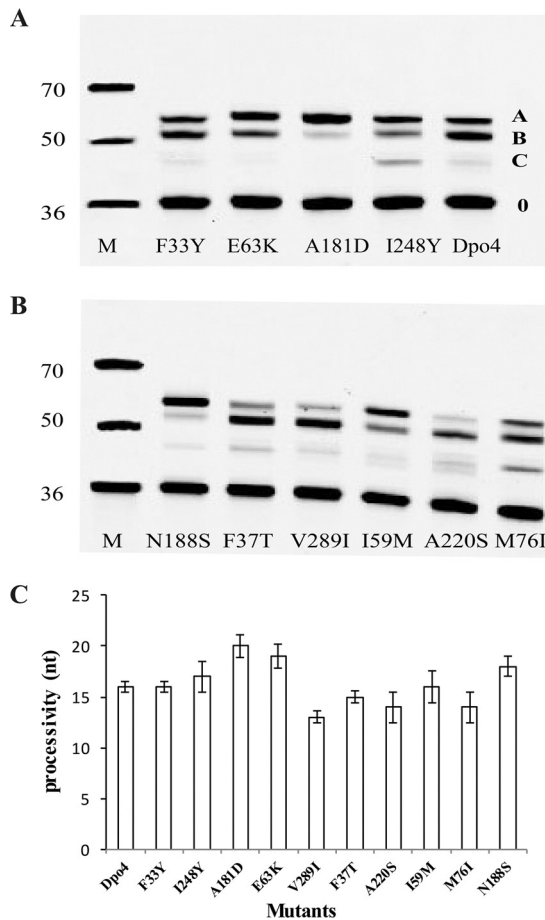 A
70
50
36
A
B
C
0
M F33Y E63K A181D I248Y Dpo4
B
70
50
36
M N188S F37T V289I I59M A220S M76I
C
processivity (nt)
25
20
15
10
5
0
Dpo4 F33Y I248Y A181D E63K V289I F37T A220S I59M M76I N188S
Mutants